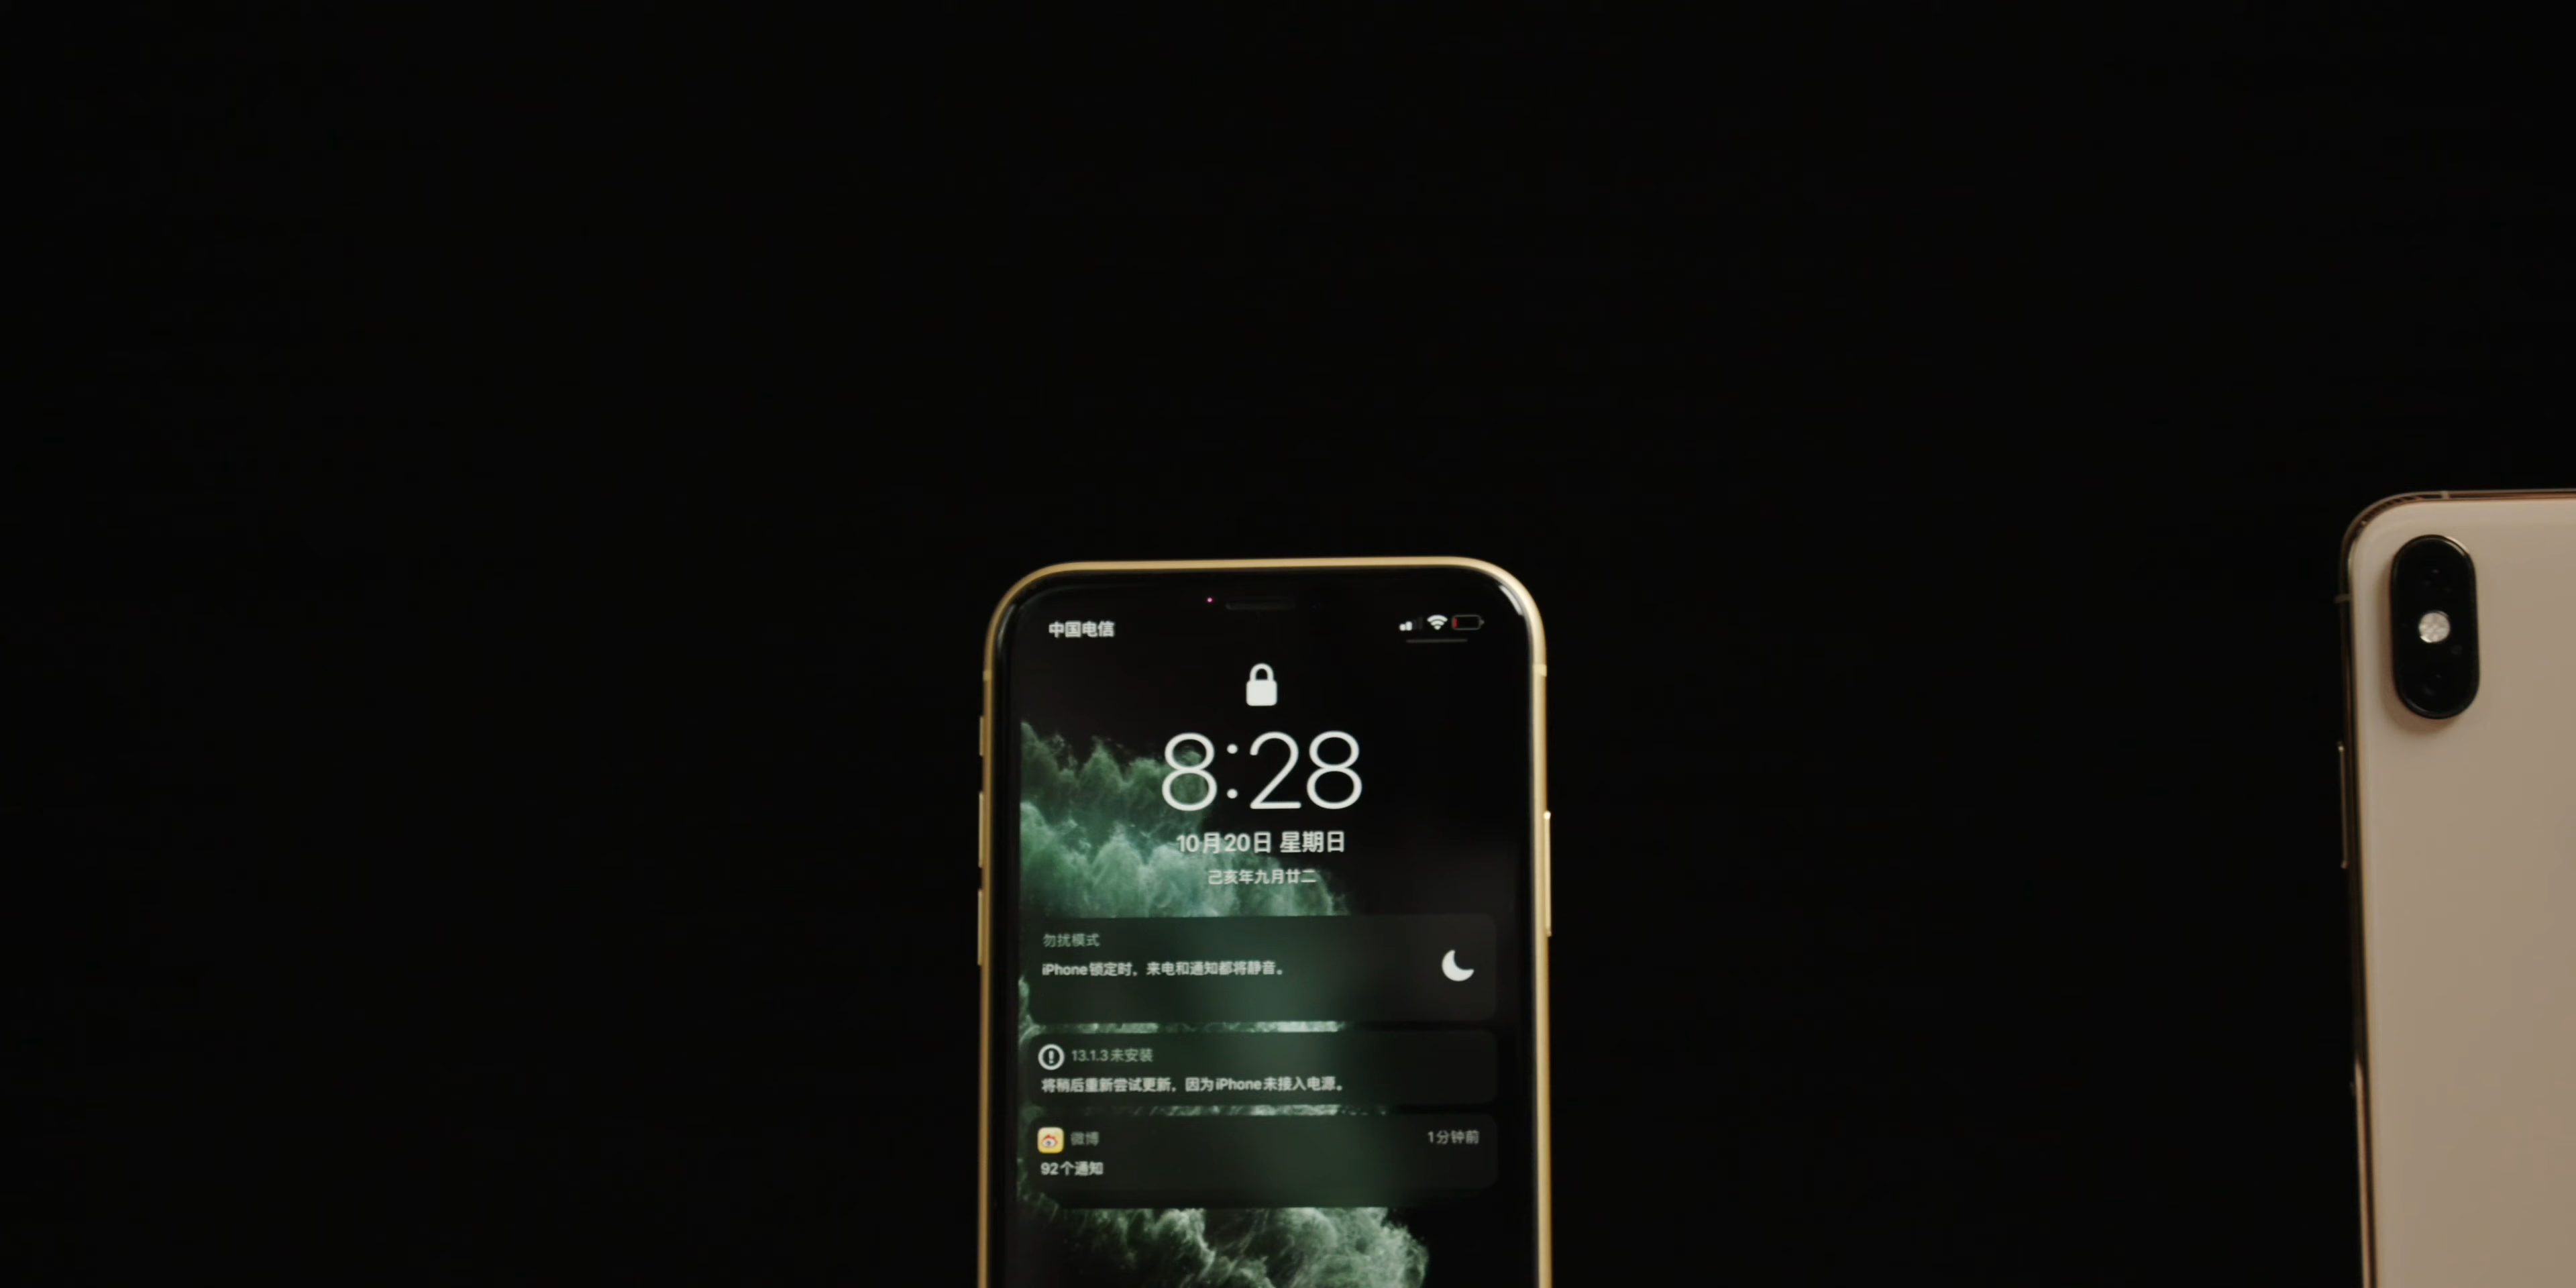 中国电信
8:28
10月20日 星期日
己亥年九月廿二
勿扰模式
iPhone锁定时，来电和通知都将静音。
13.1.3未安装
将稍后重新尝试更新，因为iPhone未接入电源。
微博 1分钟前
92个通知